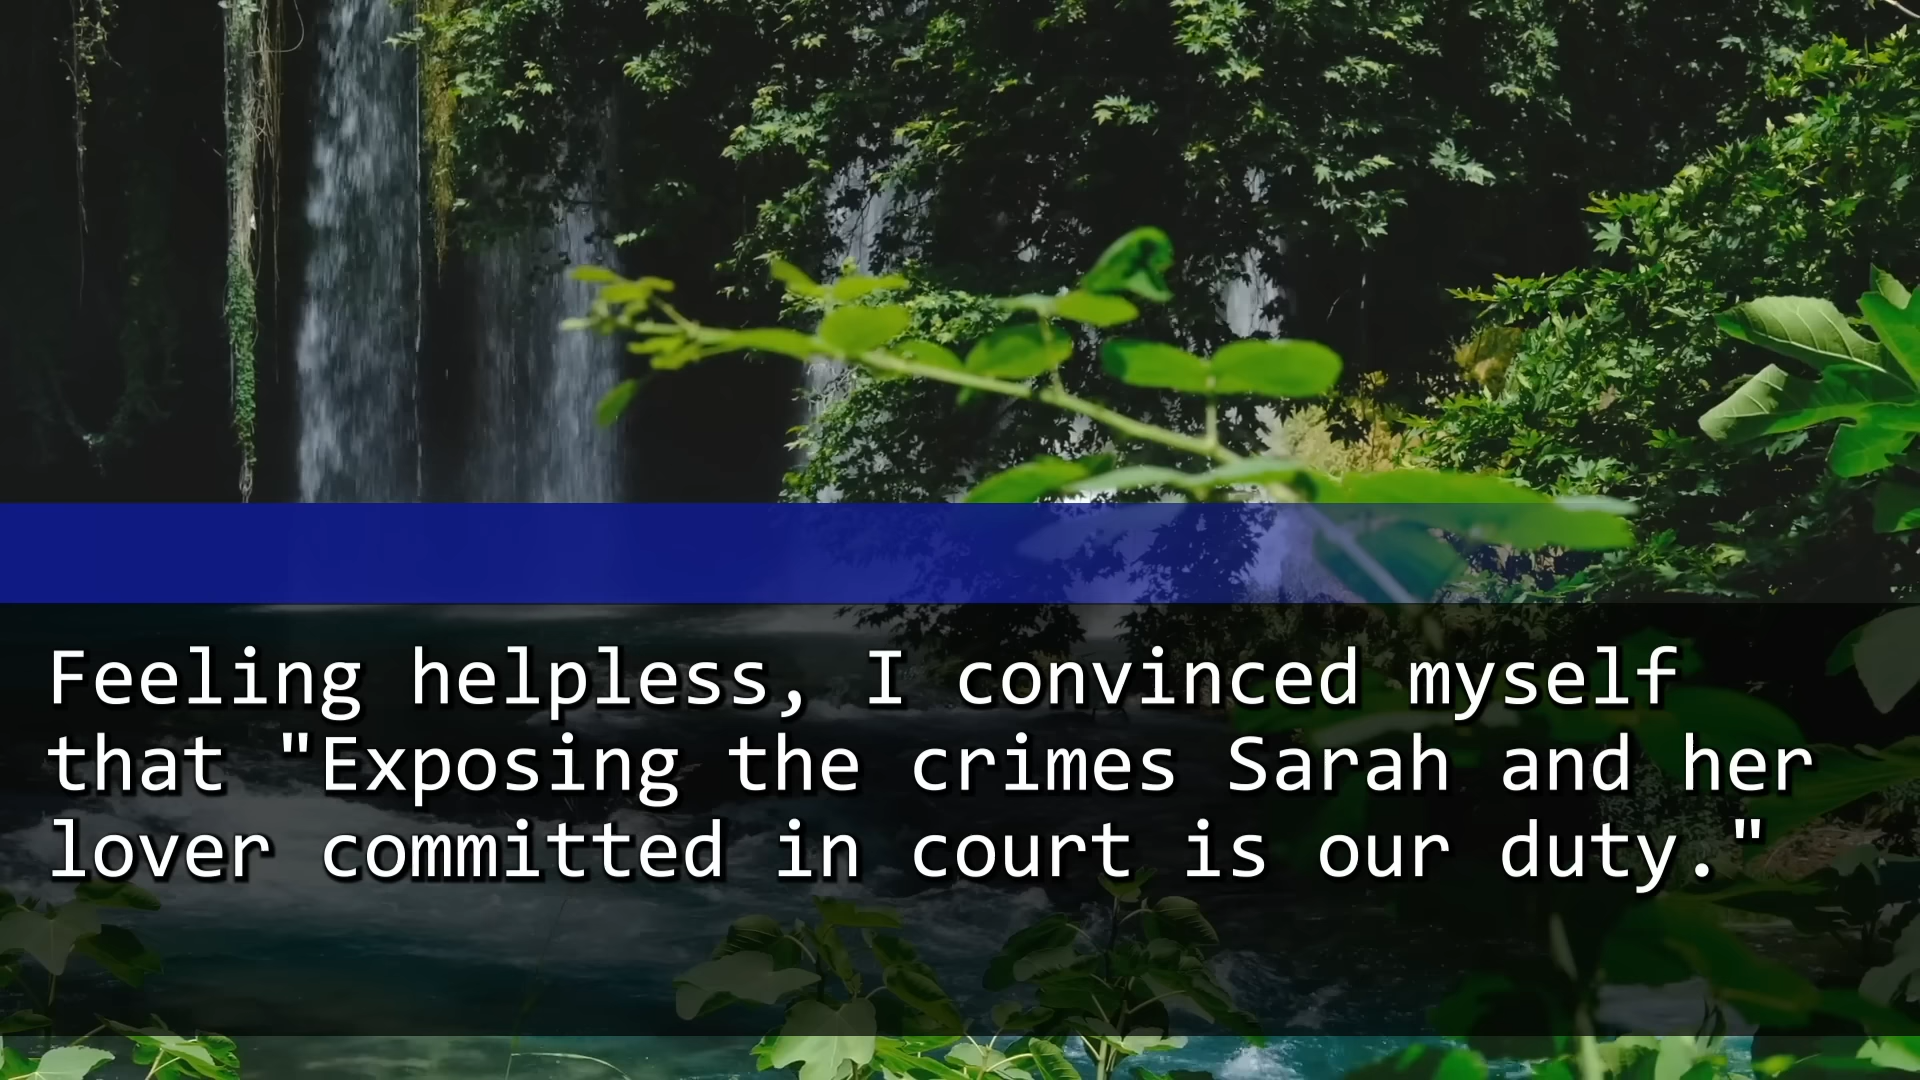 Feeling helpless, I convinced myself
that "Exposing the crimes Sarah and her
lover committed in court is our duty."